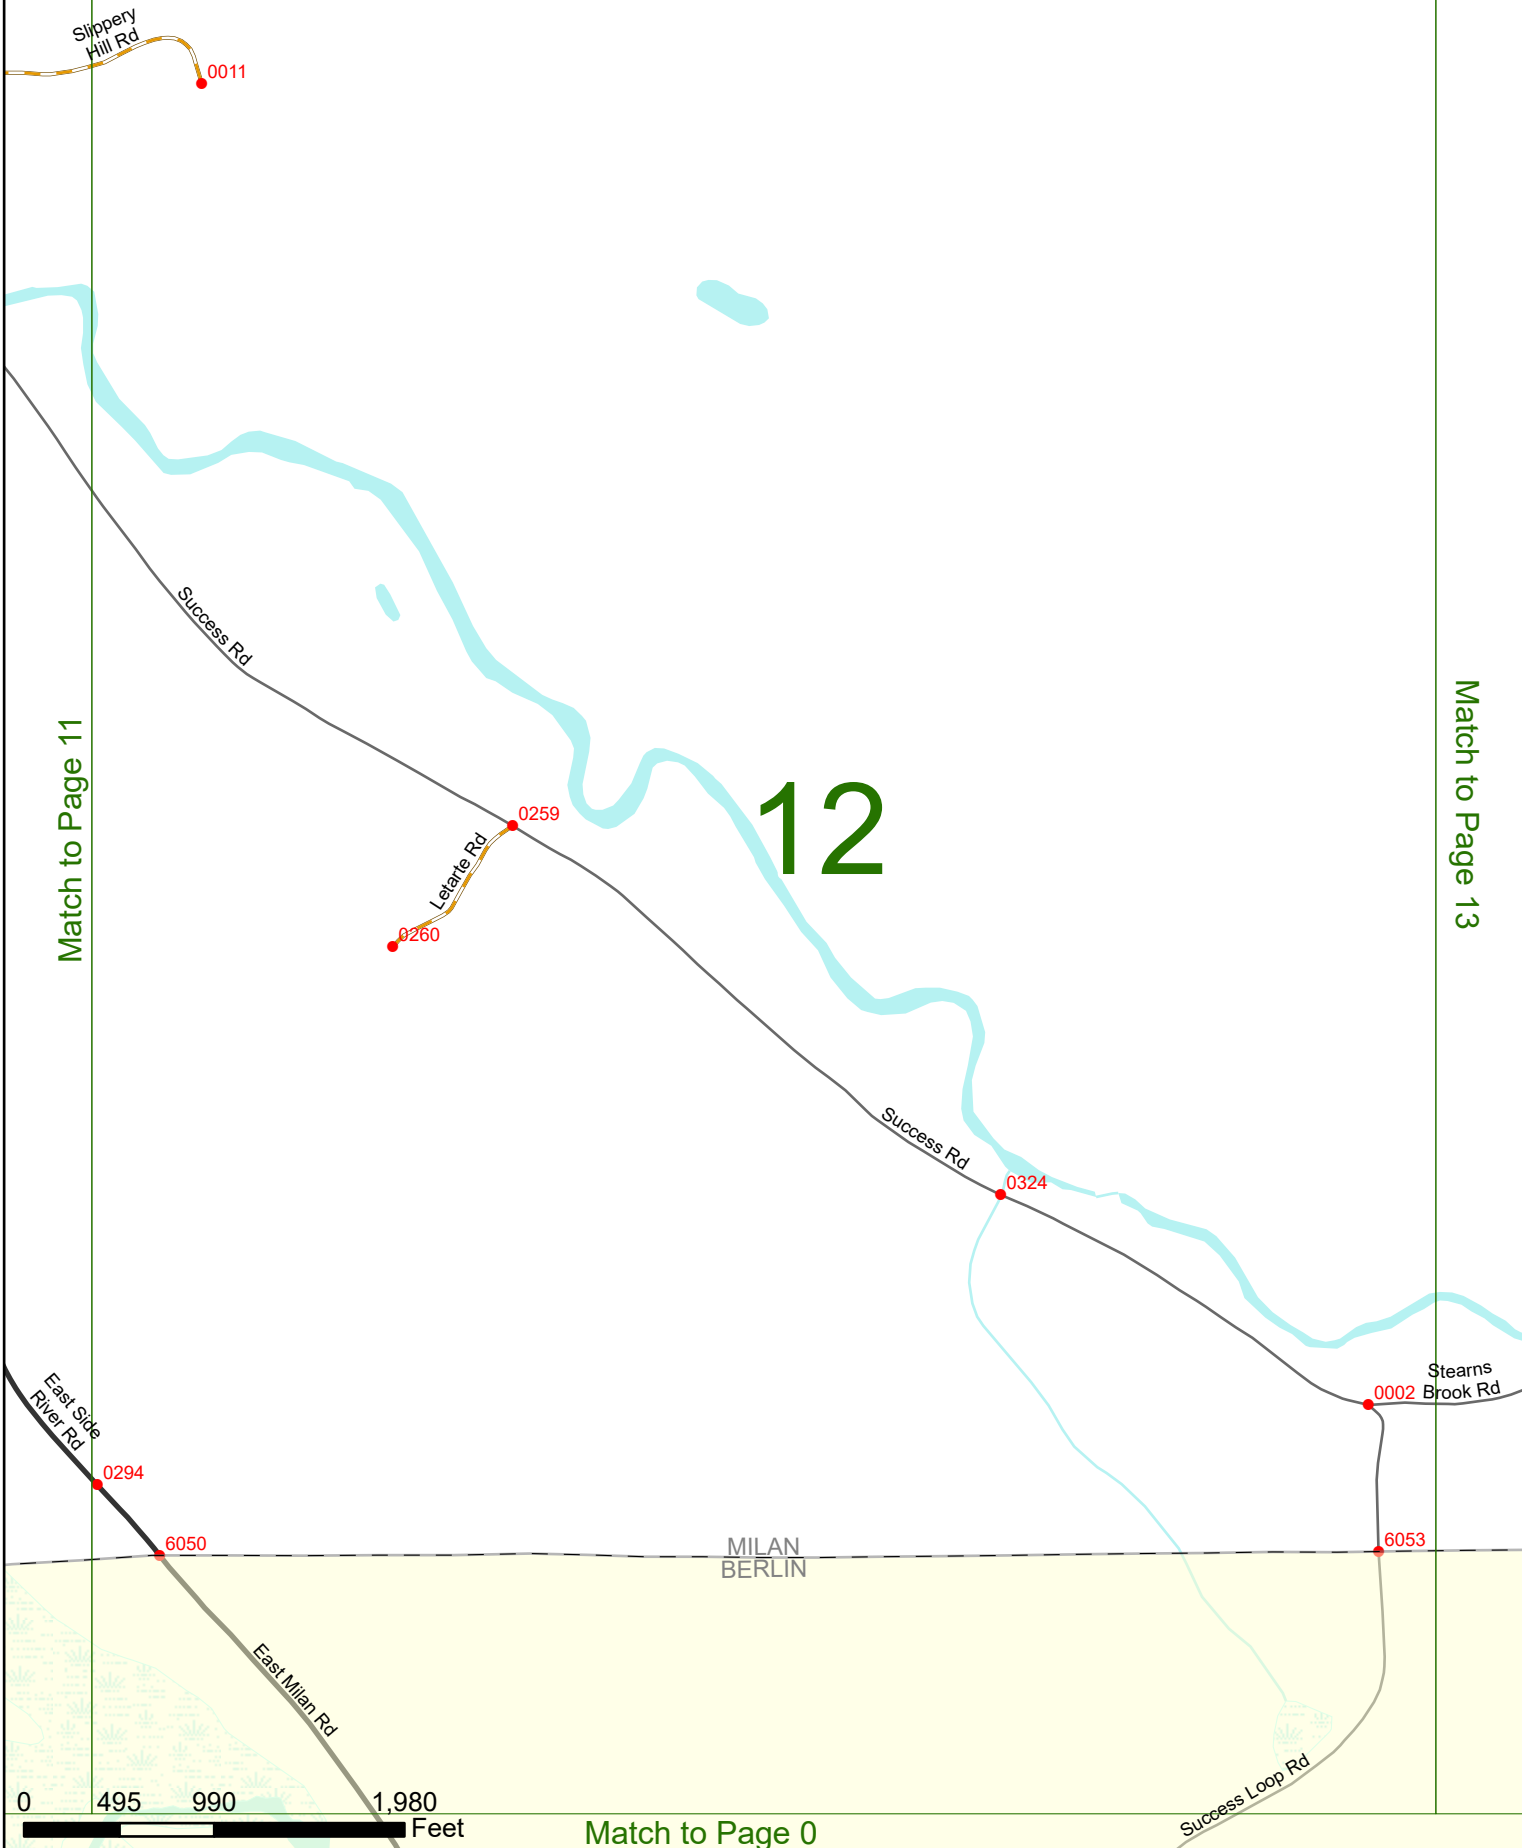 Slippery
Hill Rd
0011
Success Rd
Match to Page 11
Match to Page 13
12
0259
Letarte Rd
0260
Success Rd
0324
Stearns
Brook Rd
0002
East Side
River Rd
0294
6050
MILAN
BERLIN
6053
East Milan Rd
Success Loop Rd
0 495 990 1,980
Feet
Match to Page 0